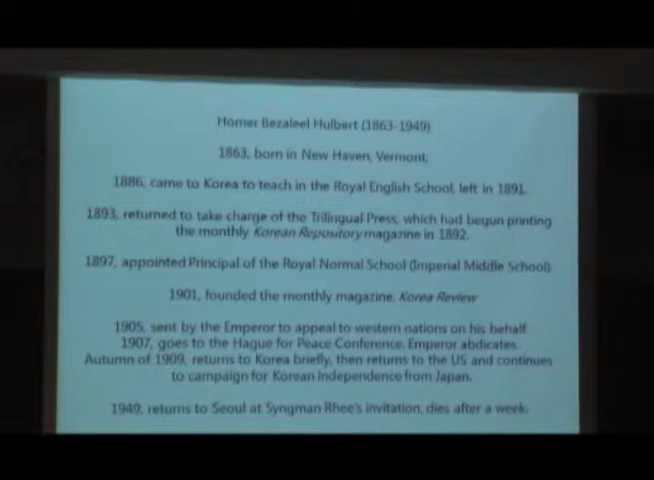 Homer Bezaleel Hulbert (1863-1949)
1863, born in New Haven, Vermont,
1886, came to Korea to teach in the Royal English School, left in 1891.
1893, returned to take charge of the Trilingual Press, which had begun printing
the monthly Korean Repository magazine in 1892.
1897, appointed Principal of the Royal Normal School (Imperial Middle School)
1901, founded the monthly magazine, Korea Review
1905, sent by the Emperor to appeal to western nations on his behalf
1907, goes to the Hague for Peace Conference. Emperor abdicates.
Autumn of 1909, returns to Korea briefly, then returns to the US and continues
to campaign for Korean Independence from Japan.
1949, returns to Seoul at Syngman Rhee's invitation, dies after a week.